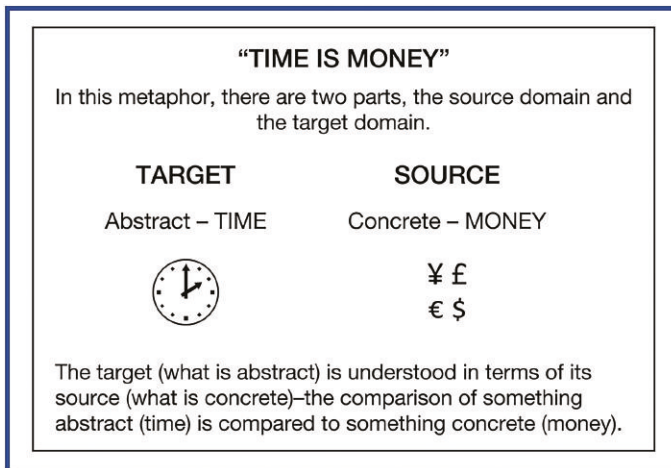 “TIME IS MONEY”
In this metaphor, there are two parts, the source domain and
the target domain.
TARGET
SOURCE
Abstract – TIME
Concrete – MONEY
¥ £
€ $
The target (what is abstract) is understood in terms of its
source (what is concrete)–the comparison of something
abstract (time) is compared to something concrete (money).